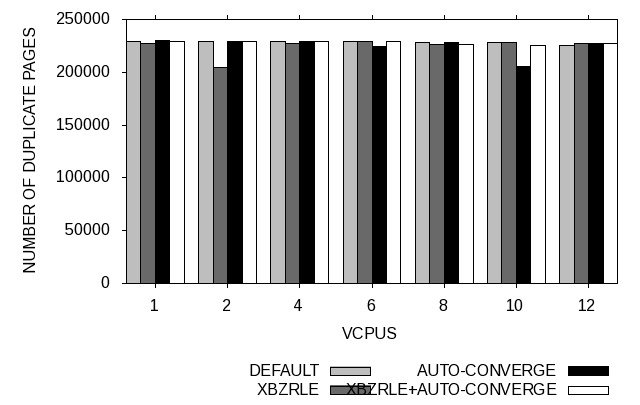 250000
200000
150000
100000
50000
0
NUMBER OF DUPLICATE PAGES
1 2 4 6 8 10 12
VCPUS
DEFAULT AUTO-CONVERGE
XBZRLE XBZRLE+AUTO-CONVERGE